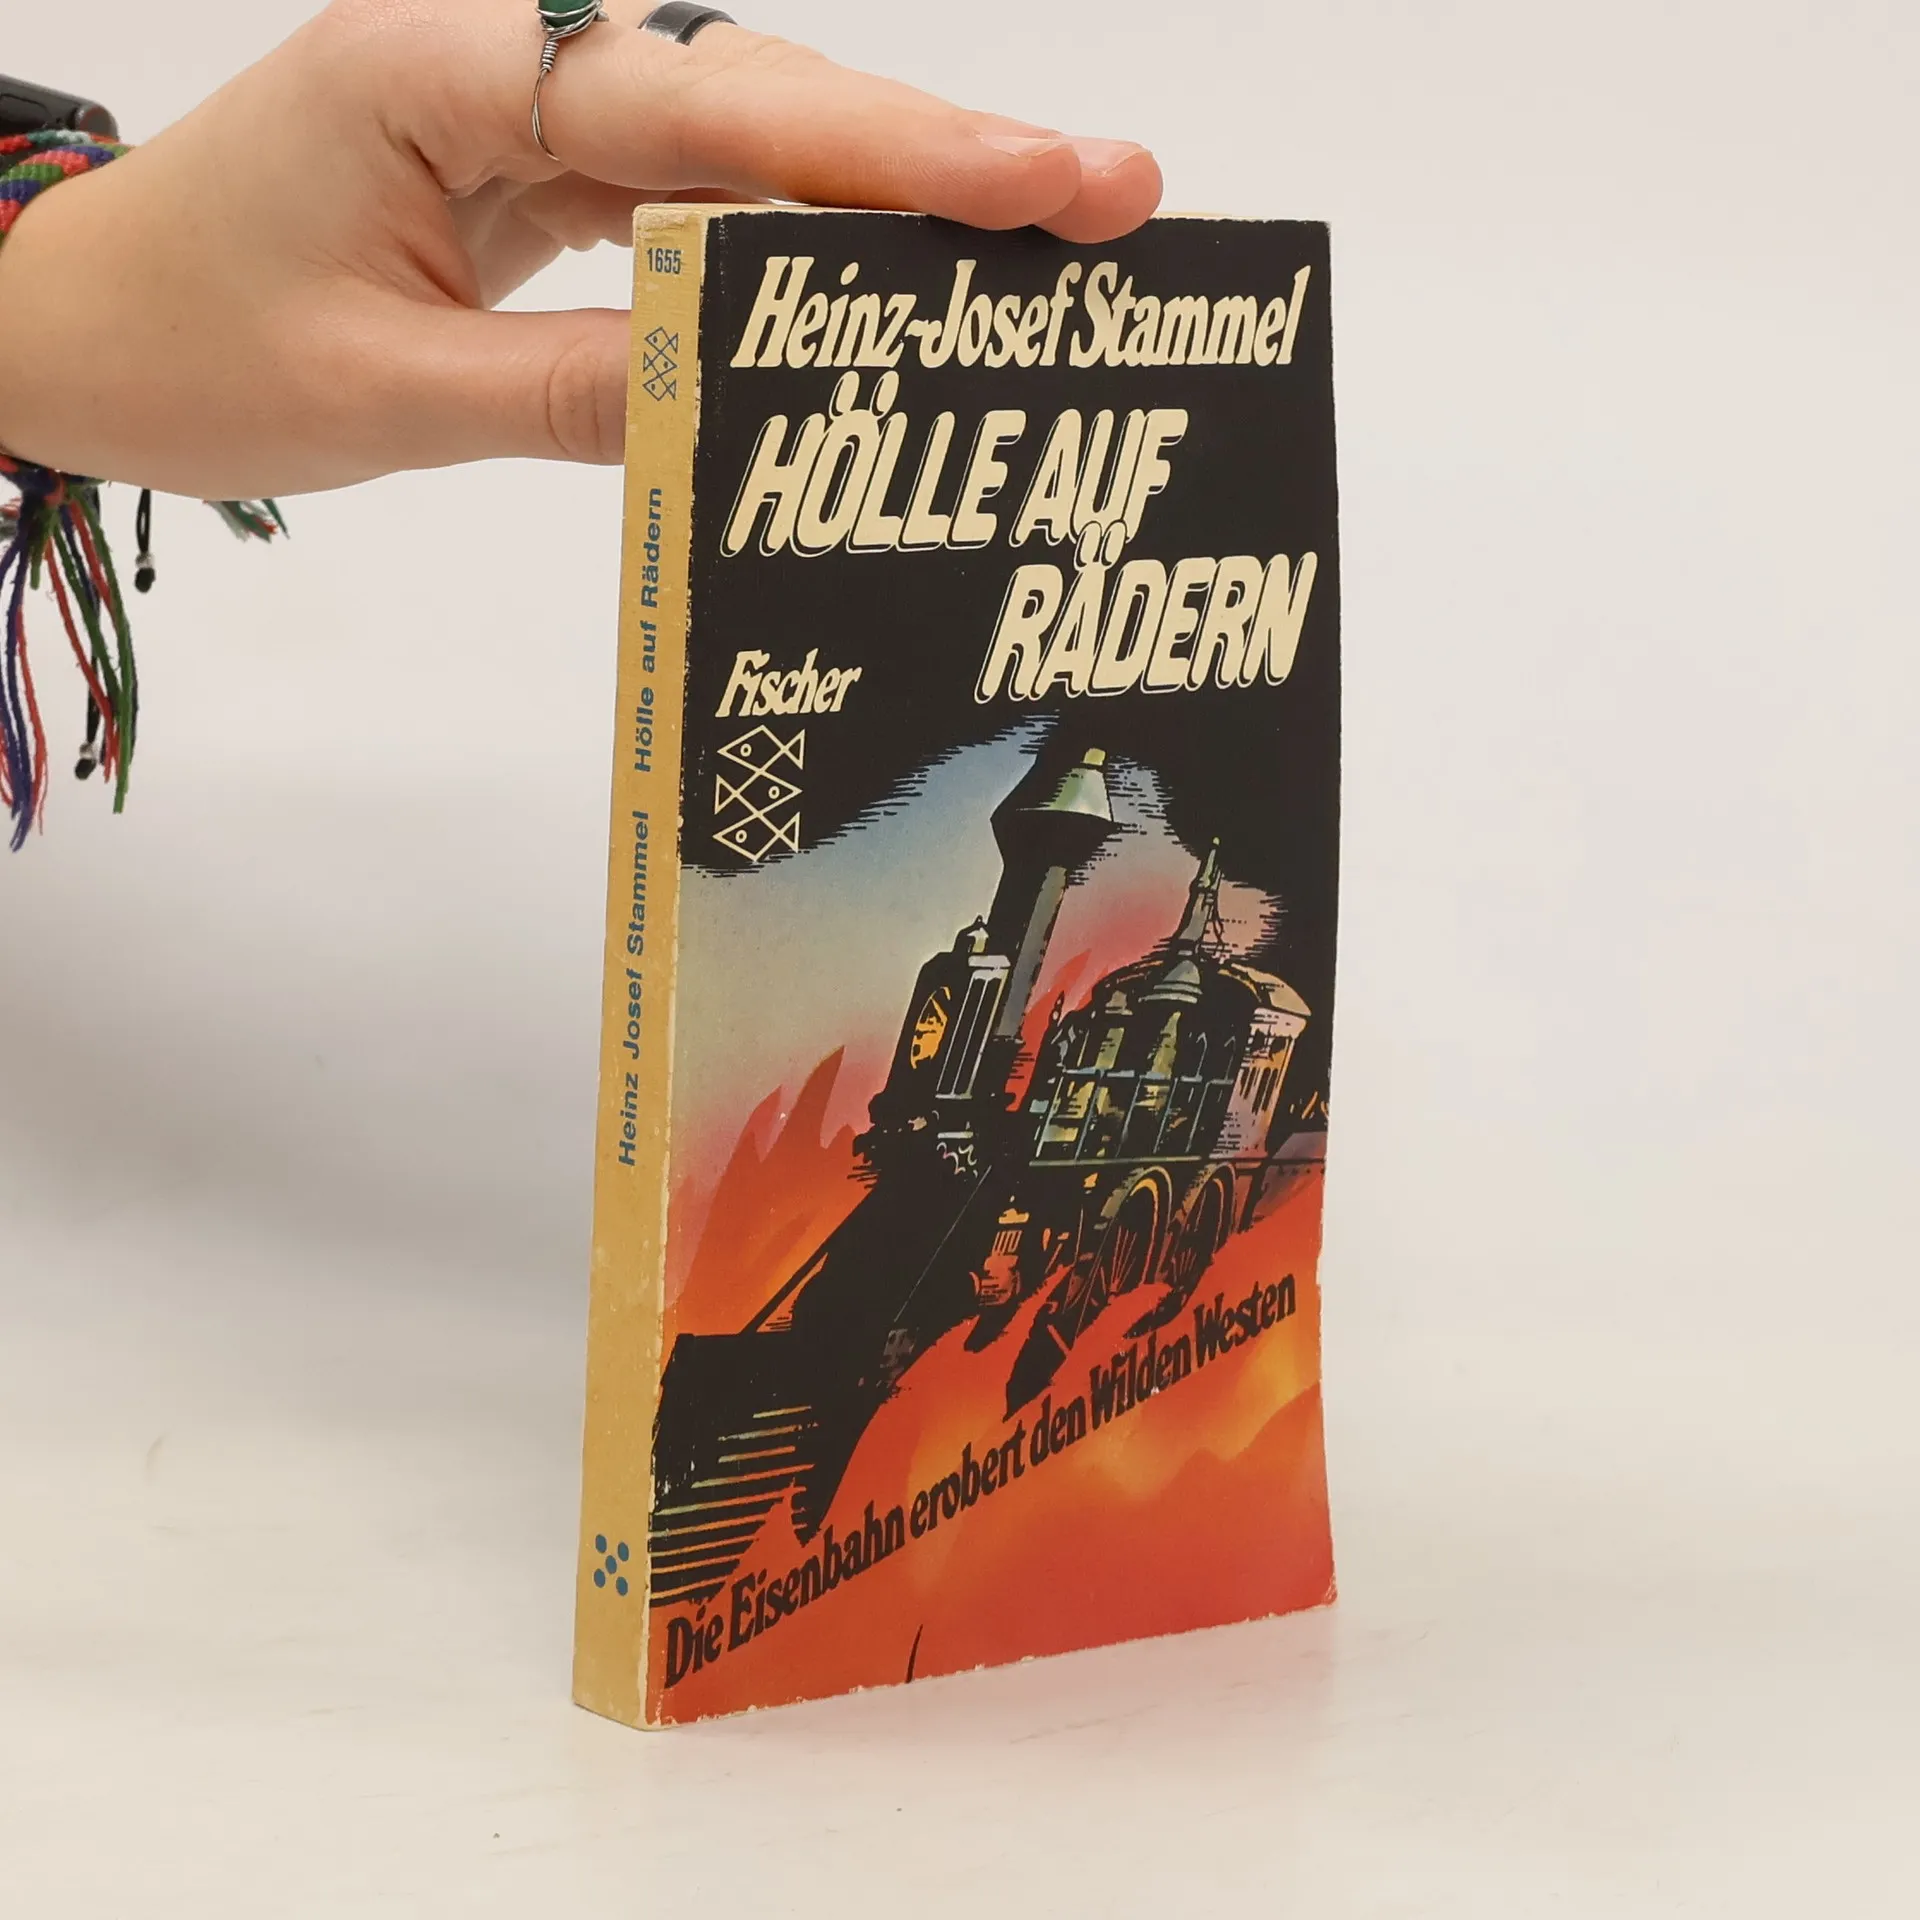 Heinz-Josef Stammel
HÖLLE AUF
RÄDERN
Fischer
Die Eisenbahn erobert den Wilden Westen
1655
Heinz Josef Stammel Hölle auf Rädern